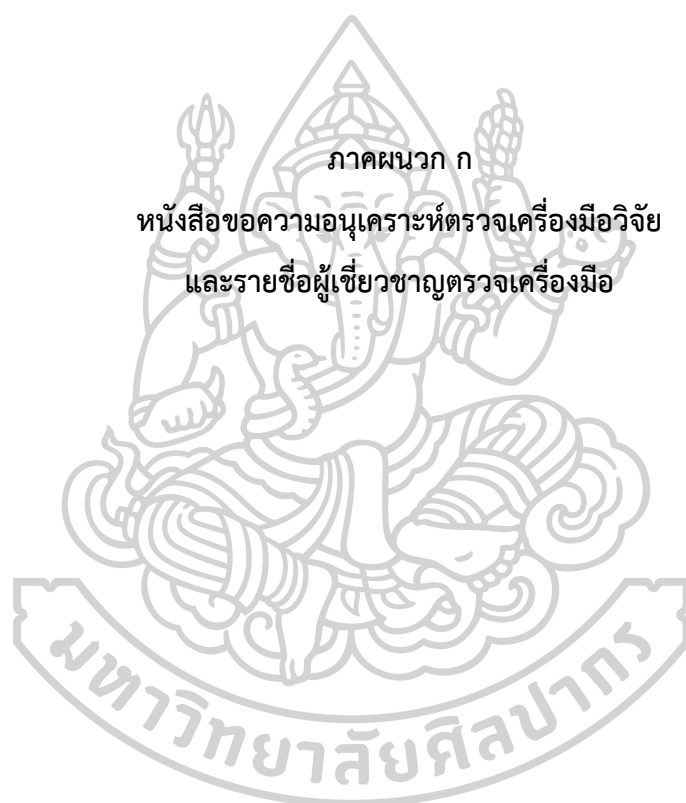 ภาคผนวก ก
หนังสือขอความอนุเคราะห์ตรวจเครื่องมือวิจัย
และรายชื่อผู้เชี่ยวชาญตรวจเครื่องมือ
มหาวิทยาลัยศิลปากร